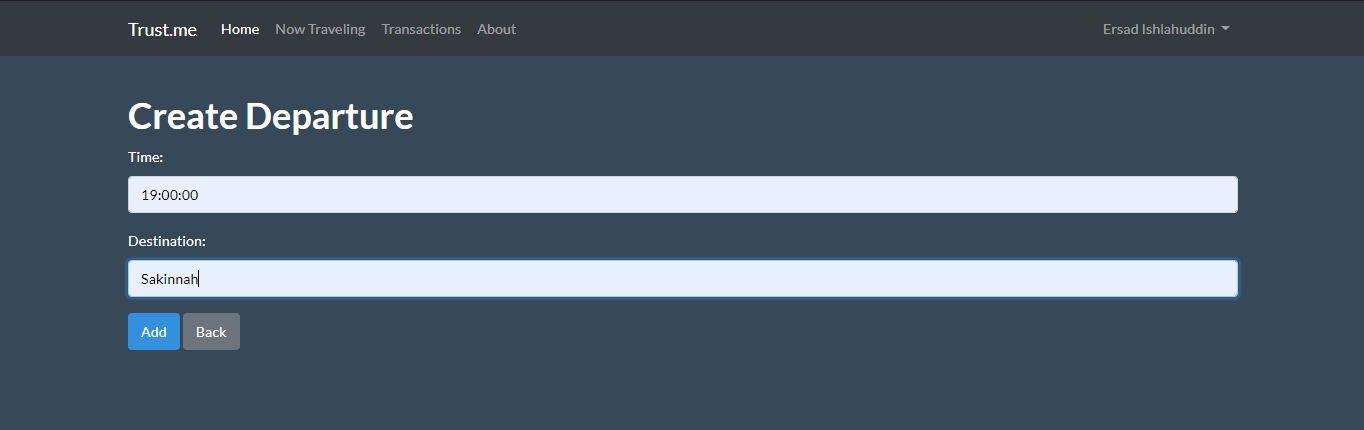 Trust.me Home Now Traveling Transactions About Ersad Ishlahuddin
Create Departure
Time:
19:00:00
Destination:
Sakinnah
Add Back